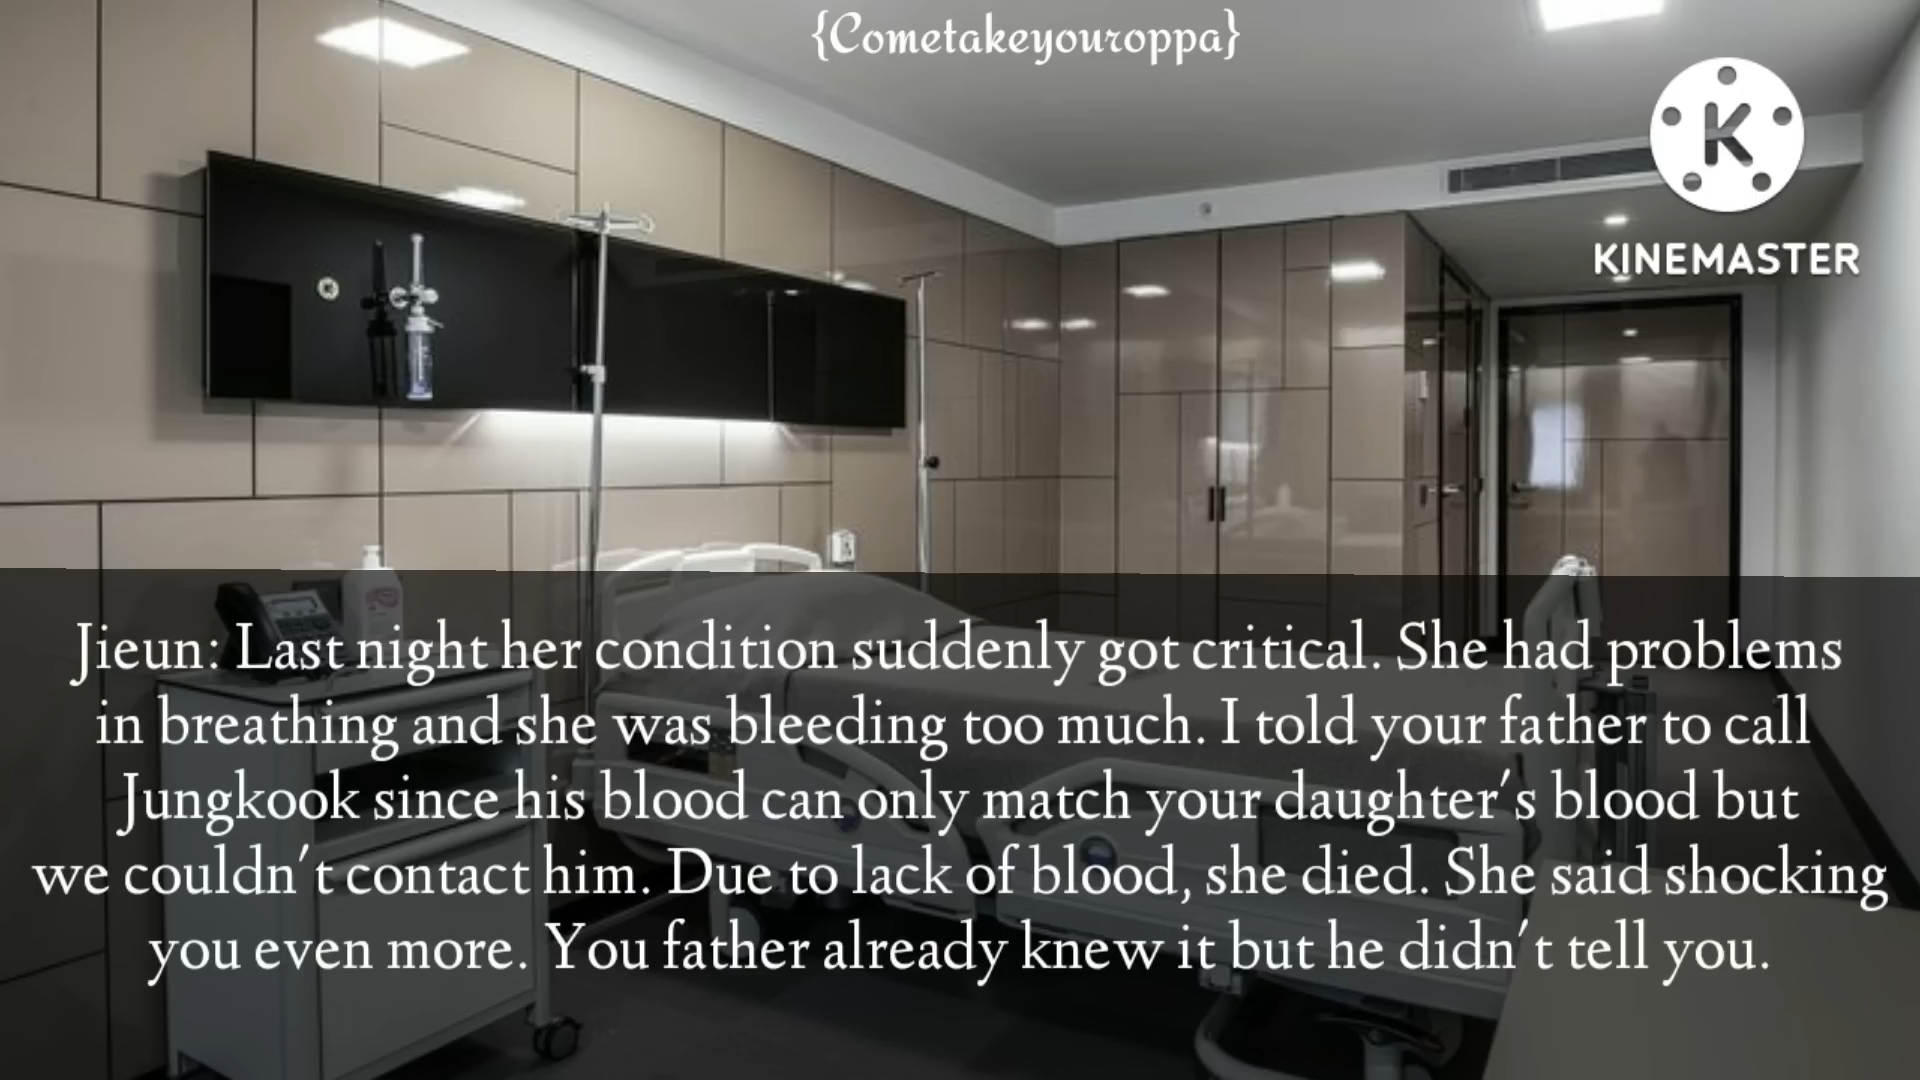 {Cometakeyouroppa}
K
KINEMASTER
Jieun: Last night her condition suddenly got critical. She had problems
in breathing and she was bleeding too much. I told your father to call
Jungkook since his blood can only match your daughter's blood but
we couldn't contact him. Due to lack of blood, she died. She said shocking
you even more. You father already knew it but he didn't tell you.